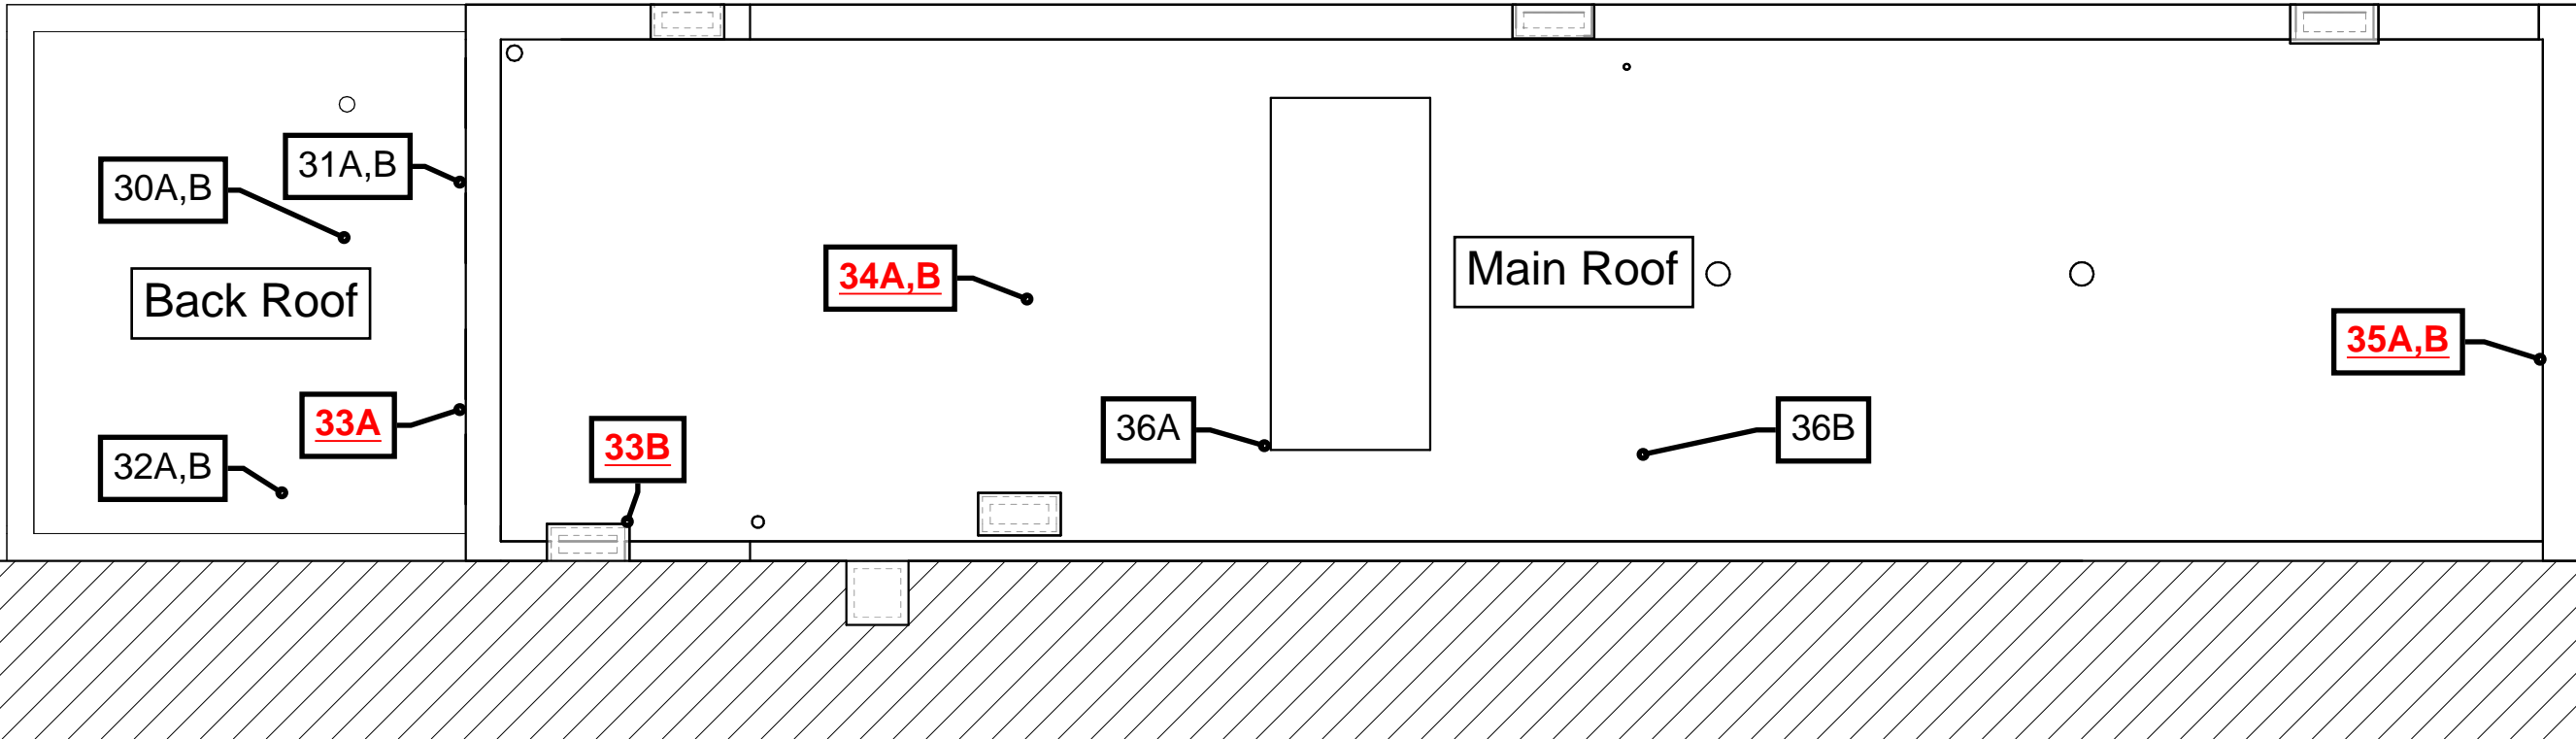 31A,B
30A,B
Back Roof
33A
32A,B
34A,B
Main Roof
33B
36A
36B
35A,B